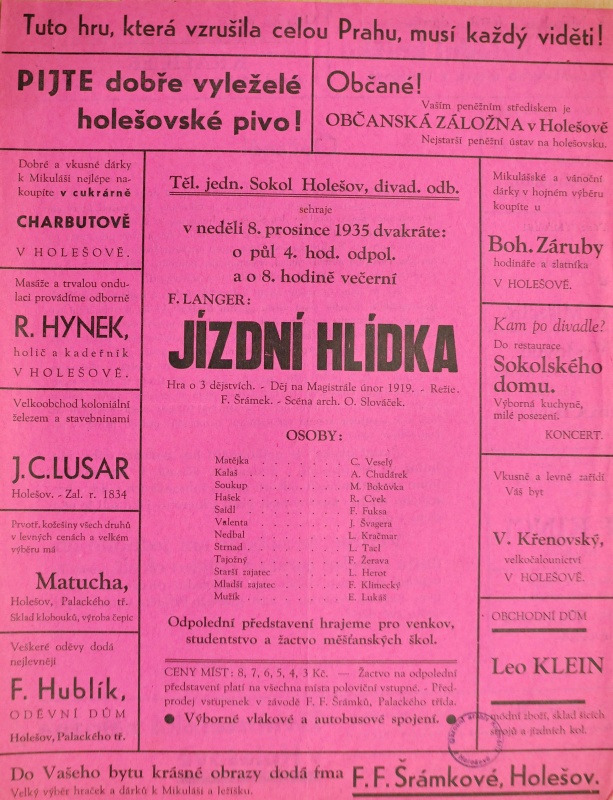 Tuto hru, která vzrušila celou Prahu, musí každý viděti!
PIJTE dobře vyleželé
holešovské pivo!
Občané!
Vaším peněžním střediskem je
OBČANSKÁ ZÁLOŽNA v Holešově
Nejstarší peněžní ústav na holešovsku.
Dobré a vkusné dárky
k Mikuláši nejlépe na-
koupíte v cukrárně
CHARBUTOVĚ
V HOLEŠOVĚ.
Masáže a trvalou ondu-
laci provádíme odborně
R. HYNEK,
holič a kadeřník
V HOLEŠOVĚ.
Velkoobchod koloniální
železem a stavebninami
J. C. LUSAR
Holešov. - Zal. r. 1834
Prvotř. kožešiny všech druhů
v levných cenách a velkém
výběru má
Matucha,
Holešov, Palackého tř.
Sklad klobouků, výroba čepic
Veškeré oděvy dodá
nejlevněji
F. Hublík,
ODĚVNÍ DŮM
Holešov, Palackého tř.
Těl. jedn. Sokol Holešov, divad. odb.
sehraje
v neděli 8. prosince 1935 dvakráte:
o půl 4. hod. odpol.
a o 8. hodině večerní
F. LANGER:
JÍZDNÍ HLÍDKA
Hra o 3 dějstvích. - Děj na Magistrále únor 1919. - Režie.
F. Šrámek. - Scéna arch. O. Slováček.
OSOBY:
Matějka . . . . . . . C. Veselý
Kalaš . . . . . . . A. Chudárek
Soukup . . . . . . . M. Bokůvka
Hašek . . . . . . . R. Cvek
Saidl . . . . . . . F. Fuksa
Valenta . . . . . . . J. Švagera
Nedbal . . . . . . . L. Kračmar
Strnad . . . . . . . L. Tacl
Tajožný . . . . . . . F. Žerava
Starší zajatec . . . . . . L. Herot
Mladší zajatec . . . . . . F. Klimecký
Mužik . . . . . . . E. Lukáš
Odpolední představení hrajeme pro venkov,
studenstvo a žactvo měšťanských škol.
CENY MÍST: 8, 7, 6, 5, 4, 3 Kč. — Žactvo na odpolední
představení platí na všechna místa poloviční vstupné. - Před-
prodej vstupenek v závodě F. F. Šrámků, Palackého třída.
● Výborné vlakové a autobusové spojení. ●
Mikulášské a vánoční
dárky v hojném výběru
koupíte u
Boh. Záruby
hodináře a zlatníka
V HOLEŠOVĚ.
Kam po divadle?
Do restaurace
Sokolského
domu.
Výborná kuchyně,
milé posezení.
KONCERT.
Vkusně a levně zařídí
Váš byt
V. Křenovský,
velkočalounictví
V HOLEŠOVĚ.
OBCHODNÍ DŮM
Leo KLEIN
módní zboží, sklad šicích
strojů a jízdních kol.
Do Vašeho bytu krásné obrazy dodá fma F. F. Šrámkové, Holešov.
Velký výběr hraček a dárků k Mikuláši a ježíšku.